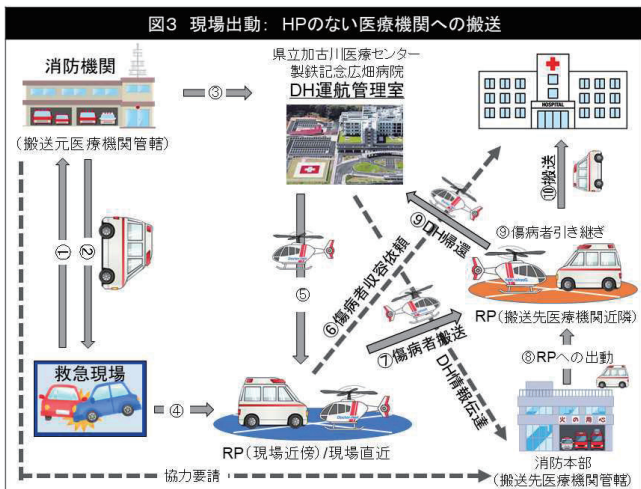 図3 現場出動： HPのない医療機関への搬送
消防機関
(搬送元医療機関管轄)
③
県立加古川医療センター
製鉄記念広畑病院
DH運航管理室
HOSPITAL
①
②
⑤
⑥傷病者収容依頼
⑨DH帰還
⑩搬送
⑨傷病者引き継ぎ
RP(搬送先医療機関近隣)
⑦傷病者搬送
DH情報伝達
⑧RPへの出動
救急現場
④
RP(現場近傍)/現場直近
火の用心
消防本部
(搬送先医療機関管轄)
協力要請